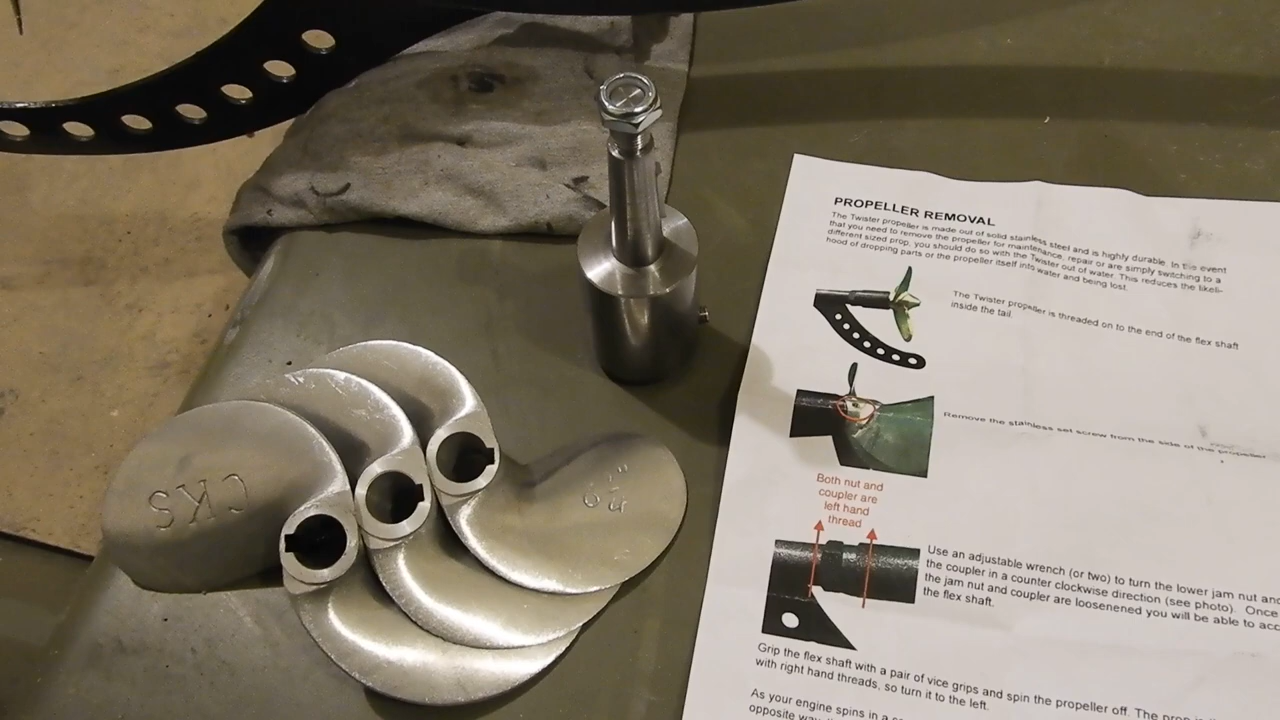 PROPELLER REMOVAL
The Twister propeller is made out of solid stainless steel and is highly durable. In the event
that you need to remove the propeller for maintenance, repair or are simply switching to a
different sized prop, you should do so with the Twister out of water. This reduces the likeli-
hood of dropping parts or the propeller itself into water and being lost.
The Twister propeller is threaded on to the end of the flex shaft
inside the tail.
Remove the stainless set screw from the side of the propeller
Both nut and
coupler are
left hand
thread
Use an adjustable wrench (or two) to turn the lower jam nut and
the coupler in a counter clockwise direction (see photo). Once
the jam nut and coupler are loosenened you will be able to acc
the flex shaft.
Grip the flex shaft with a pair of vice grips and spin the propeller off. The prop is
with right hand threads, so turn it to the left.
As your engine spins in a
opposite way,
CKS